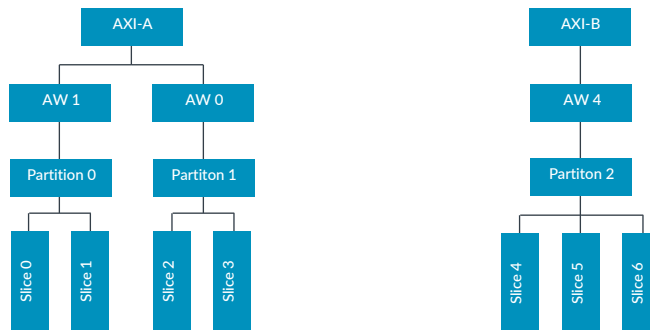 AXI-A
AXI-B
AW 1
AW 0
AW 4
Partition 0
Partiton 1
Partiton 2
Slice 0
Slice 1
Slice 2
Slice 3
Slice 4
Slice 5
Slice 6